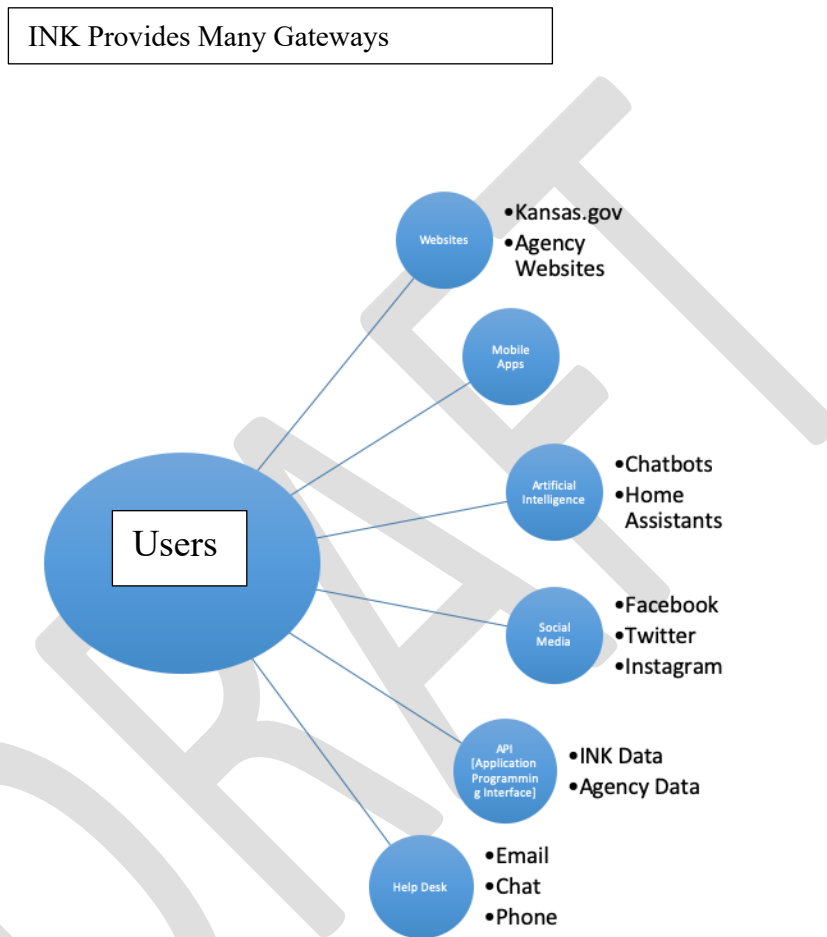 INK Provides Many Gateways
Websites
•Kansas.gov
•Agency
Websites
Mobile
Apps
Artificial
Intelligence
•Chatbots
•Home
Assistants
Users
Social
Media
•Facebook
•Twitter
•Instagram
API
[Application
Programmin
g Interface]
•INK Data
•Agency Data
Help Desk
•Email
•Chat
•Phone
DRAFT